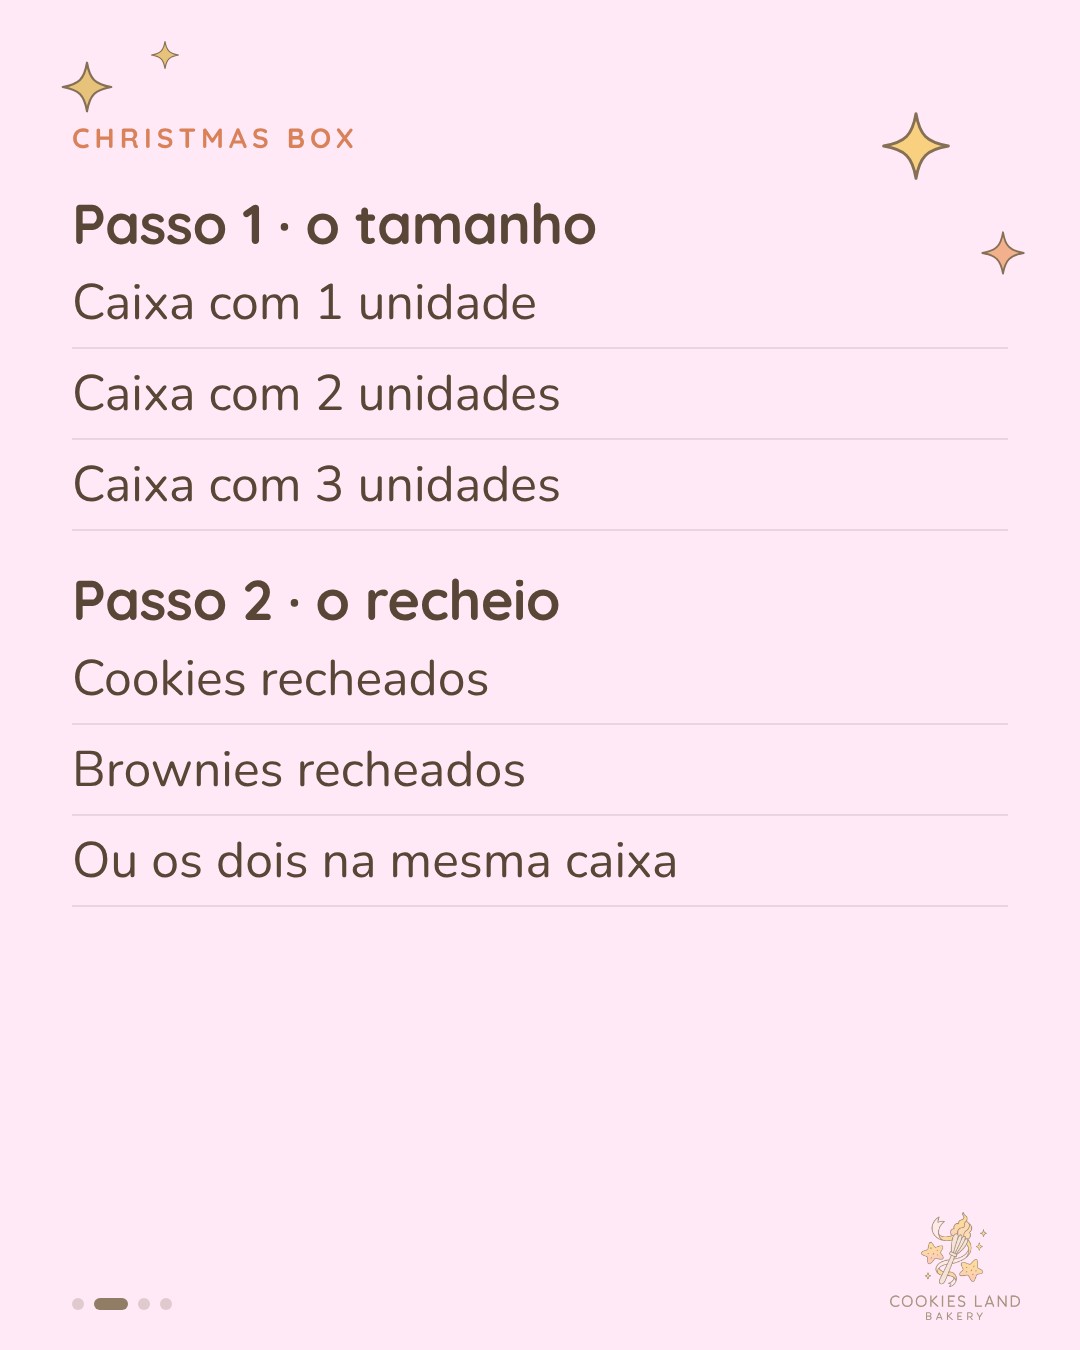 CHRISTMAS BOX
Passo 1 · o tamanho
Caixa com 1 unidade
Caixa com 2 unidades
Caixa com 3 unidades
Passo 2 · o recheio
Cookies recheados
Brownies recheados
Ou os dois na mesma caixa
COOKIES LAND
BAKERY